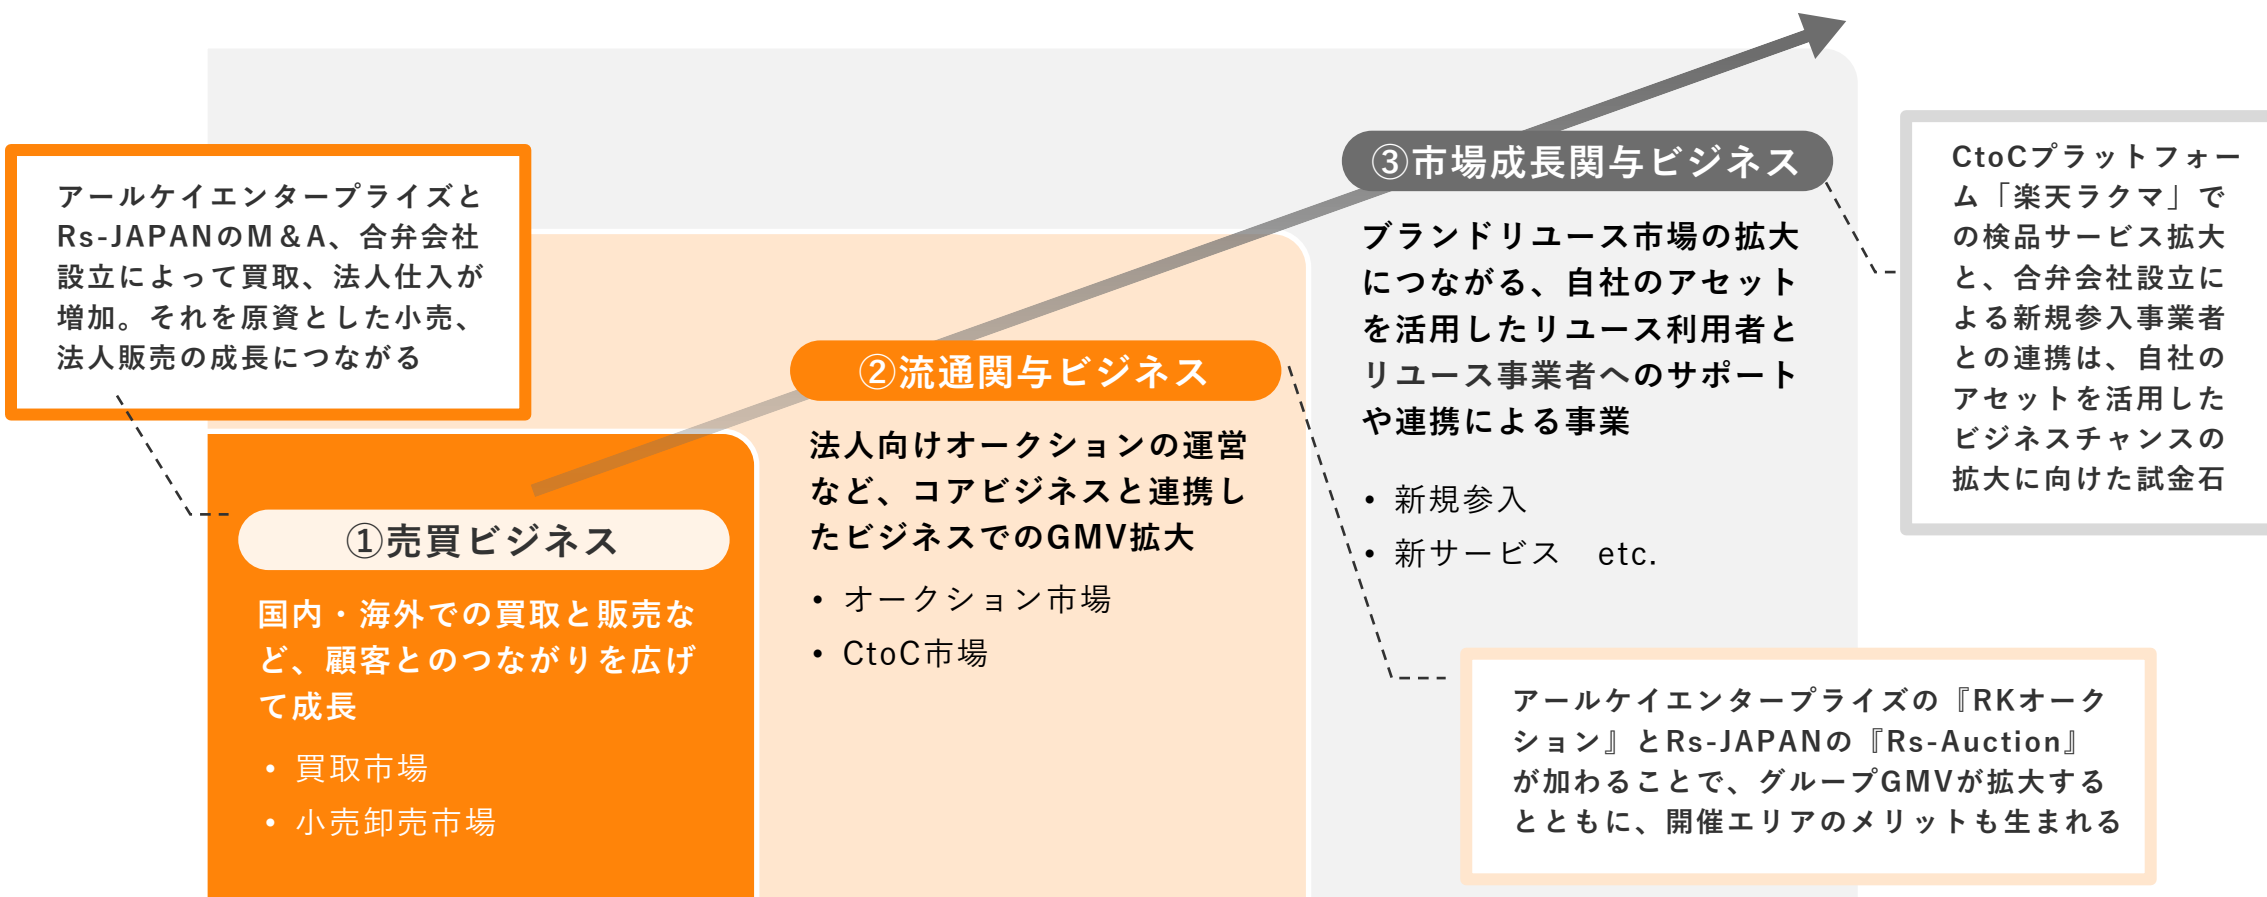 アールケイエンタープライズと
Rs-JAPANのM＆A、合弁会社
設立によって買取、法人仕入が
増加。それを原資とした小売、
法人販売の成長につながる
①売買ビジネス
国内・海外での買取と販売な
ど、顧客とのつながりを広げ
て成長
• 買取市場
• 小売卸売市場
②流通関与ビジネス
法人向けオークションの運営
など、コアビジネスと連携し
たビジネスでのGMV拡大
• オークション市場
• CtoC市場
③市場成長関与ビジネス
ブランドリユース市場の拡大
につながる、自社のアセット
を活用したリユース利用者と
リユース事業者へのサポート
や連携による事業
• 新規参入
• 新サービス　etc.
CtoCプラットフォー
ム「楽天ラクマ」で
の検品サービス拡大
と、合弁会社設立に
よる新規参入事業者
との連携は、自社の
アセットを活用した
ビジネスチャンスの
拡大に向けた試金石
アールケイエンタープライズの『RKオーク
ション』とRs-JAPANの『Rs-Auction』
が加わることで、グループGMVが拡大する
とともに、開催エリアのメリットも生まれる